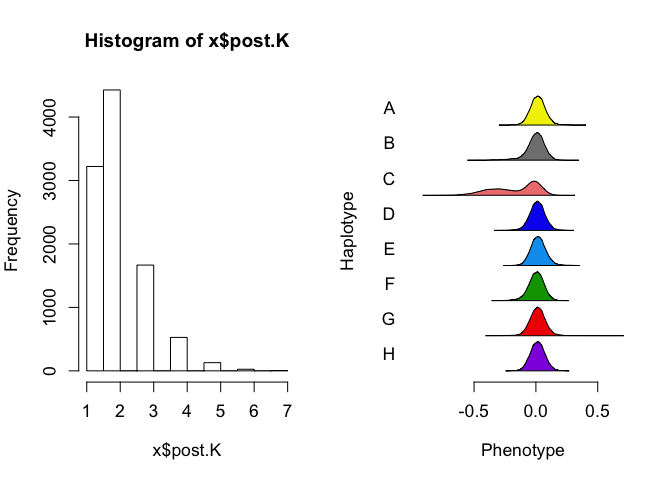 Histogram of x$post.K
Frequency
0
1000
2000
3000
4000
1 2 3 4 5 6 7
x$post.K
Haplotype
A
B
C
D
E
F
G
H
-0.5 0.0 0.5
Phenotype